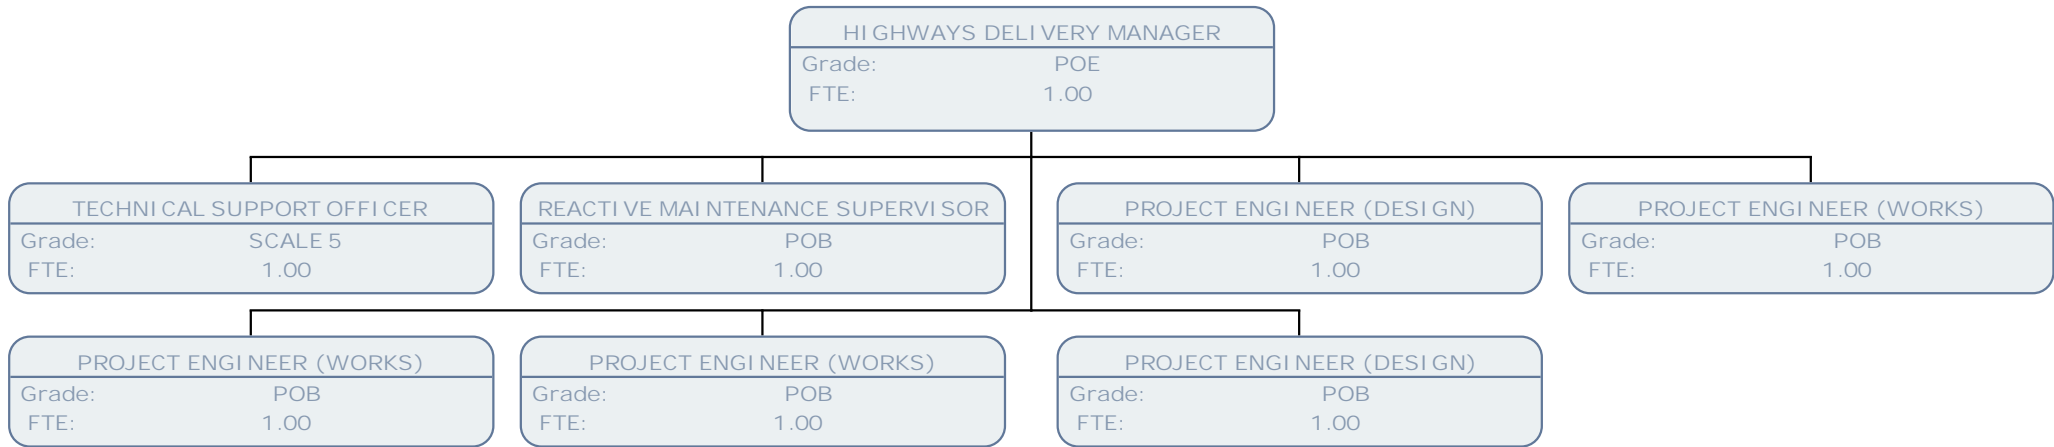 HIGHWAYS DELIVERY MANAGER
Grade: POE
FTE: 1.00
TECHNICAL SUPPORT OFFICER
Grade: SCALE 5
FTE: 1.00
REACTIVE MAINTENANCE SUPERVISOR
Grade: POB
FTE: 1.00
PROJECT ENGINEER (DESIGN)
Grade: POB
FTE: 1.00
PROJECT ENGINEER (WORKS)
Grade: POB
FTE: 1.00
PROJECT ENGINEER (WORKS)
Grade: POB
FTE: 1.00
PROJECT ENGINEER (WORKS)
Grade: POB
FTE: 1.00
PROJECT ENGINEER (DESIGN)
Grade: POB
FTE: 1.00